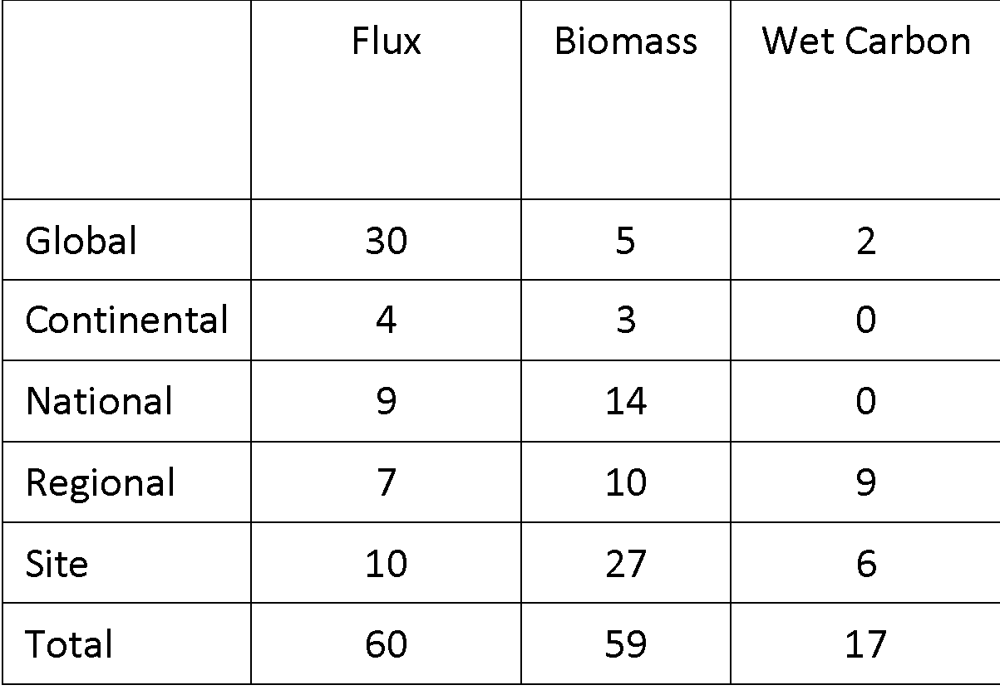 Flux Biomass Wet Carbon
Global 30 5 2
Continental 4 3 0
National 9 14 0
Regional 7 10 9
Site 10 27 6
Total 60 59 17